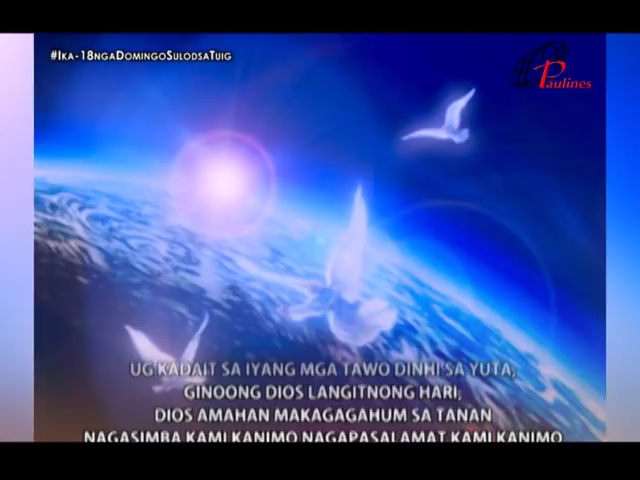 #Ika-18ngaDomingoSulodsaTuig
Paulines
UG KADAIT SA IYANG MGA TAWO DINHI SA YUTA,
GINOONG DIOS LANGITNONG HARI,
DIOS AMAHAN MAKAGAGAHUM SA TANAN
NAGASIMBA KAMI KANIMO NAGAPASALAMAT KAMI KANIMO